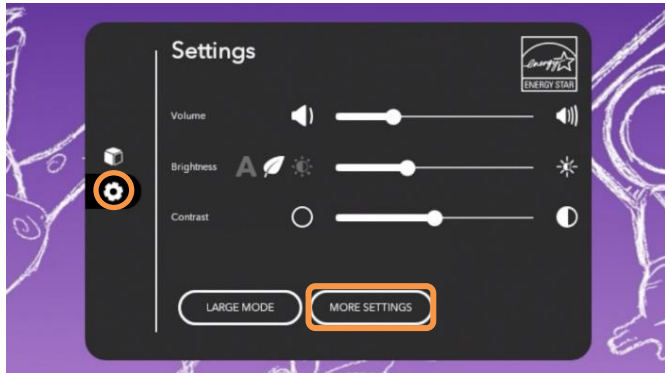 Settings
energy
ENERGY STAR
Volume
Brightness A
Contrast
LARGE MODE MORE SETTINGS